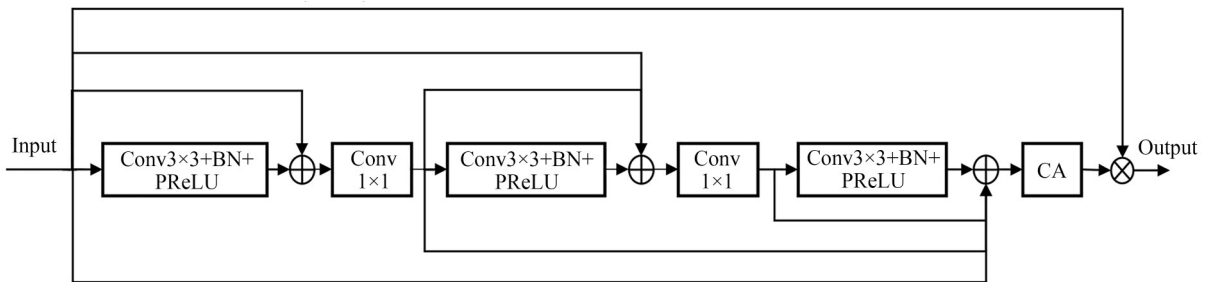 Input
Conv3×3+BN+
PReLU
Conv
1×1
Conv3×3+BN+
PReLU
Conv
1×1
Conv3×3+BN+
PReLU
CA
Output